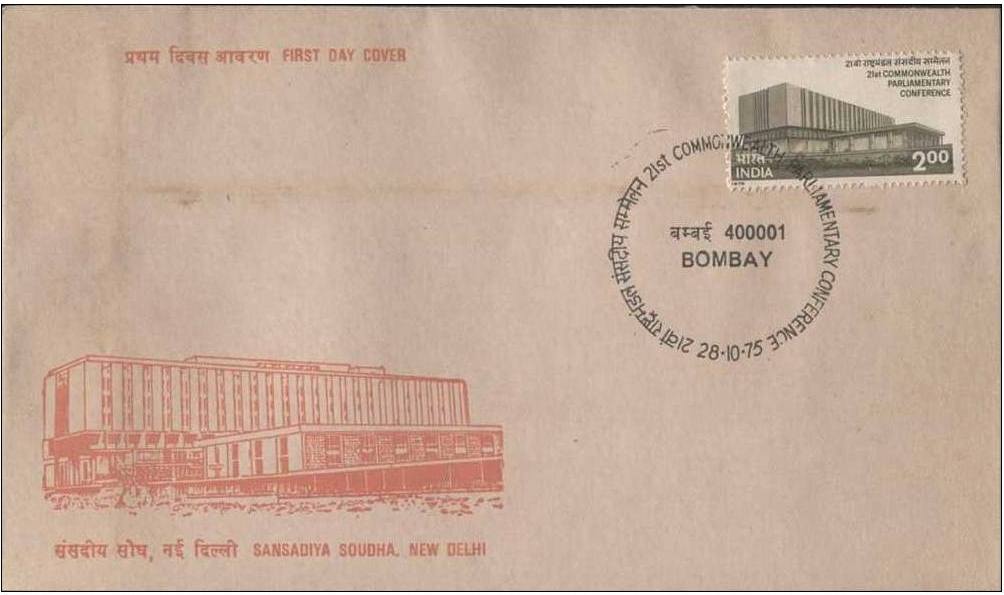 प्रथम दिवस आवरण FIRST DAY COVER
21वां राष्ट्रमंडल संसदीय सम्मेलन
21st COMMONWEALTH
PARLIAMENTARY
CONFERENCE
भारत
INDIA
2.00
21वां राष्ट्रमंडल संसदीय सम्मेलन 21st COMMONWEALTH PARLIAMENTARY CONFERENCE
बम्बई 400001
BOMBAY
28·10·75
संसदीय सौध, नई दिल्ली SANSADIYA SOUDHA, NEW DELHI